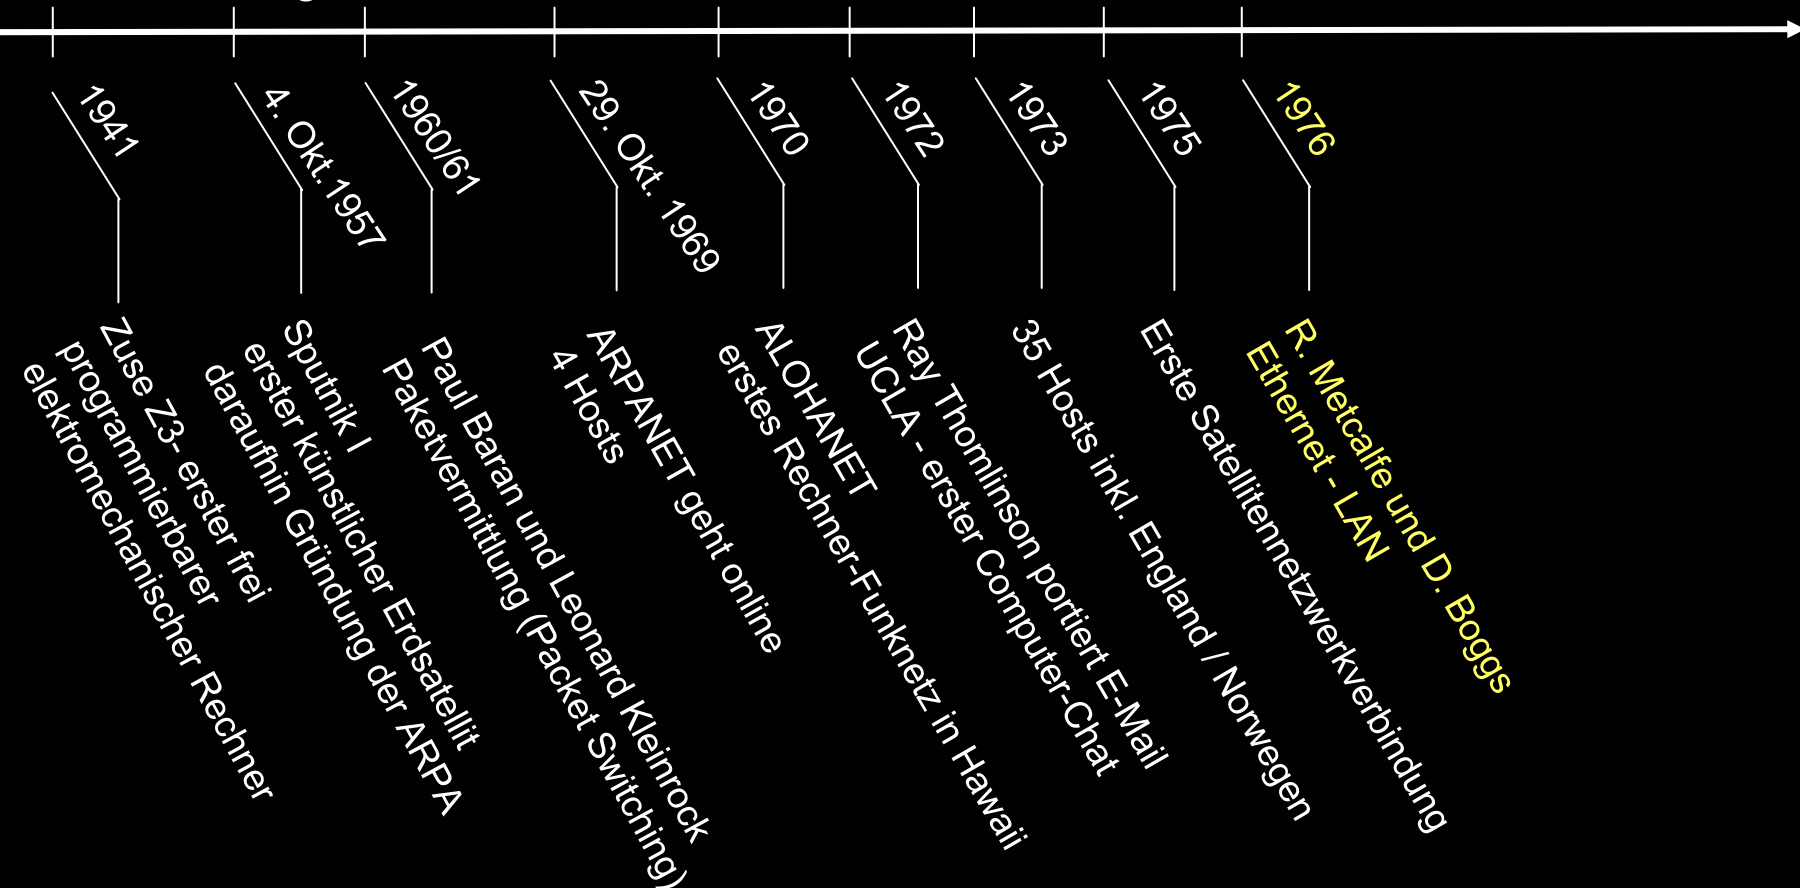 1941
Zuse Z3- erster frei
programmierbarer
elektromechanischer Rechner
4. Okt.1957
Sputnik I
erster künstlicher Erdsatellit
daraufhin Gründung der ARPA
1960/61
Paul Baran und Leonard Kleinrock
Paketvermittlung (Packet Switching)
29. Okt. 1969
ARPANET geht online
4 Hosts
1970
ALOHANET
erstes Rechner-Funknetz in Hawaii
1972
Ray Thomlinson portiert E-Mail
UCLA - erster Computer-Chat
1973
35 Hosts inkl. England / Norwegen
1975
Erste Satellitennetzwerkverbindung
1976
R. Metcalfe und D. Boggs
Ethernet - LAN